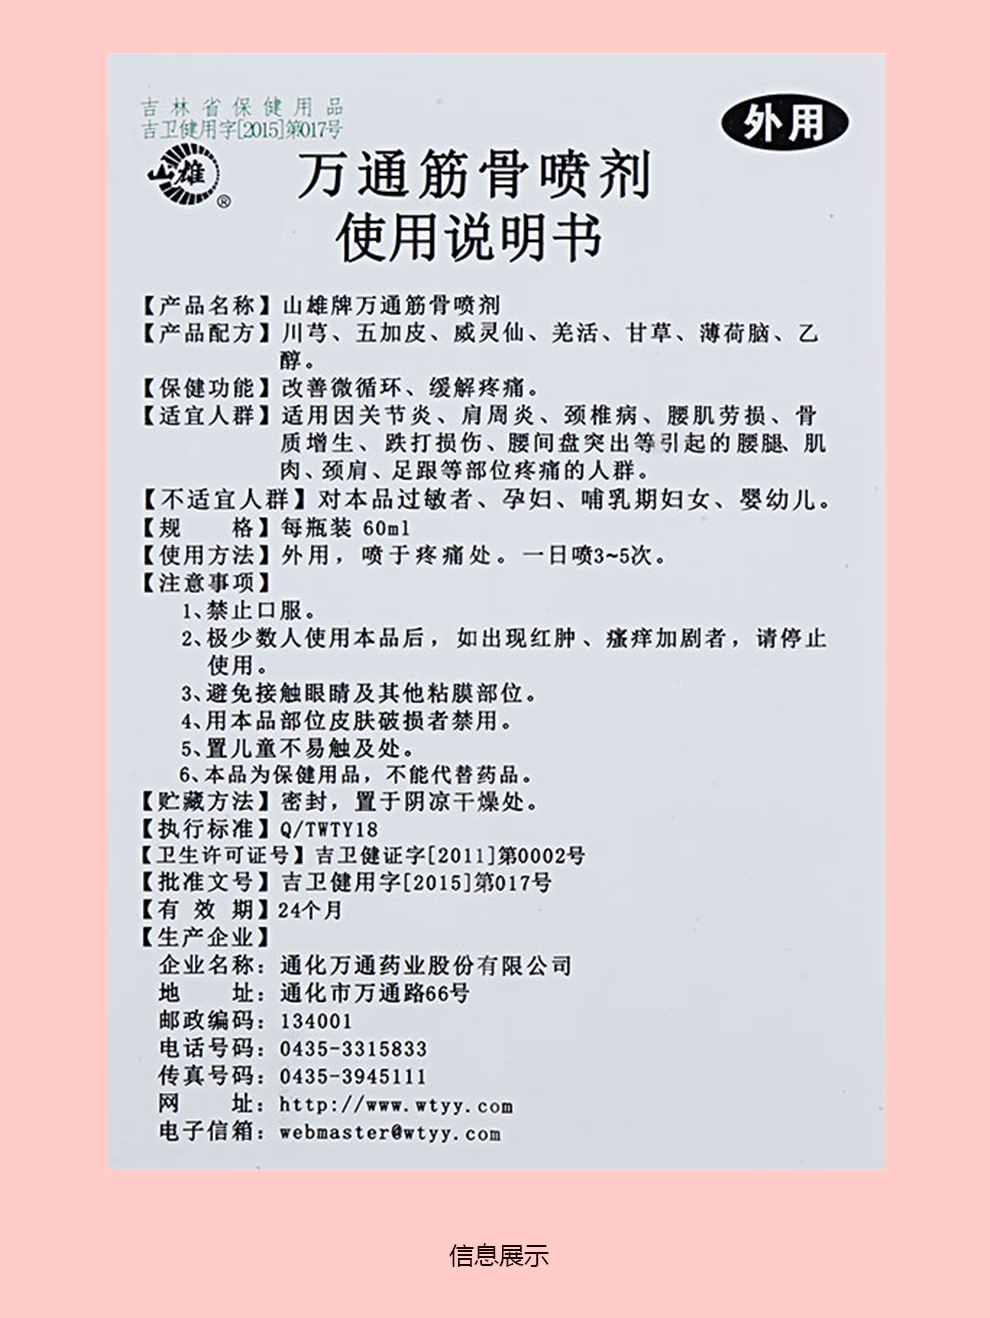 吉林省保健用品
吉卫健用字[2015]第017号
雄
®
外用
万通筋骨喷剂
使用说明书
【产品名称】山雄牌万通筋骨喷剂
【产品配方】川芎、五加皮、威灵仙、羌活、甘草、薄荷脑、乙
醇。
【保健功能】改善微循环、缓解疼痛。
【适宜人群】适用因关节炎、肩周炎、颈椎病、腰肌劳损、骨
质增生、跌打损伤、腰间盘突出等引起的腰腿、肌
肉、颈肩、足跟等部位疼痛的人群。
【不适宜人群】对本品过敏者、孕妇、哺乳期妇女、婴幼儿。
【规　　格】每瓶装 60ml
【使用方法】外用，喷于疼痛处。一日喷3~5次。
【注意事项】
1、禁止口服。
2、极少数人使用本品后，如出现红肿、瘙痒加剧者，请停止
使用。
3、避免接触眼睛及其他粘膜部位。
4、用本品部位皮肤破损者禁用。
5、置儿童不易触及处。
6、本品为保健用品，不能代替药品。
【贮藏方法】密封，置于阴凉干燥处。
【执行标准】Q/TWTY18
【卫生许可证号】吉卫健证字[2011]第0002号
【批准文号】吉卫健用字[2015]第017号
【有 效 期】24个月
【生产企业】
企业名称：通化万通药业股份有限公司
地　　址：通化市万通路66号
邮政编码：134001
电话号码：0435-3315833
传真号码：0435-3945111
网　　址：http://www.wtyy.com
电子信箱：webmaster@wtyy.com
信息展示